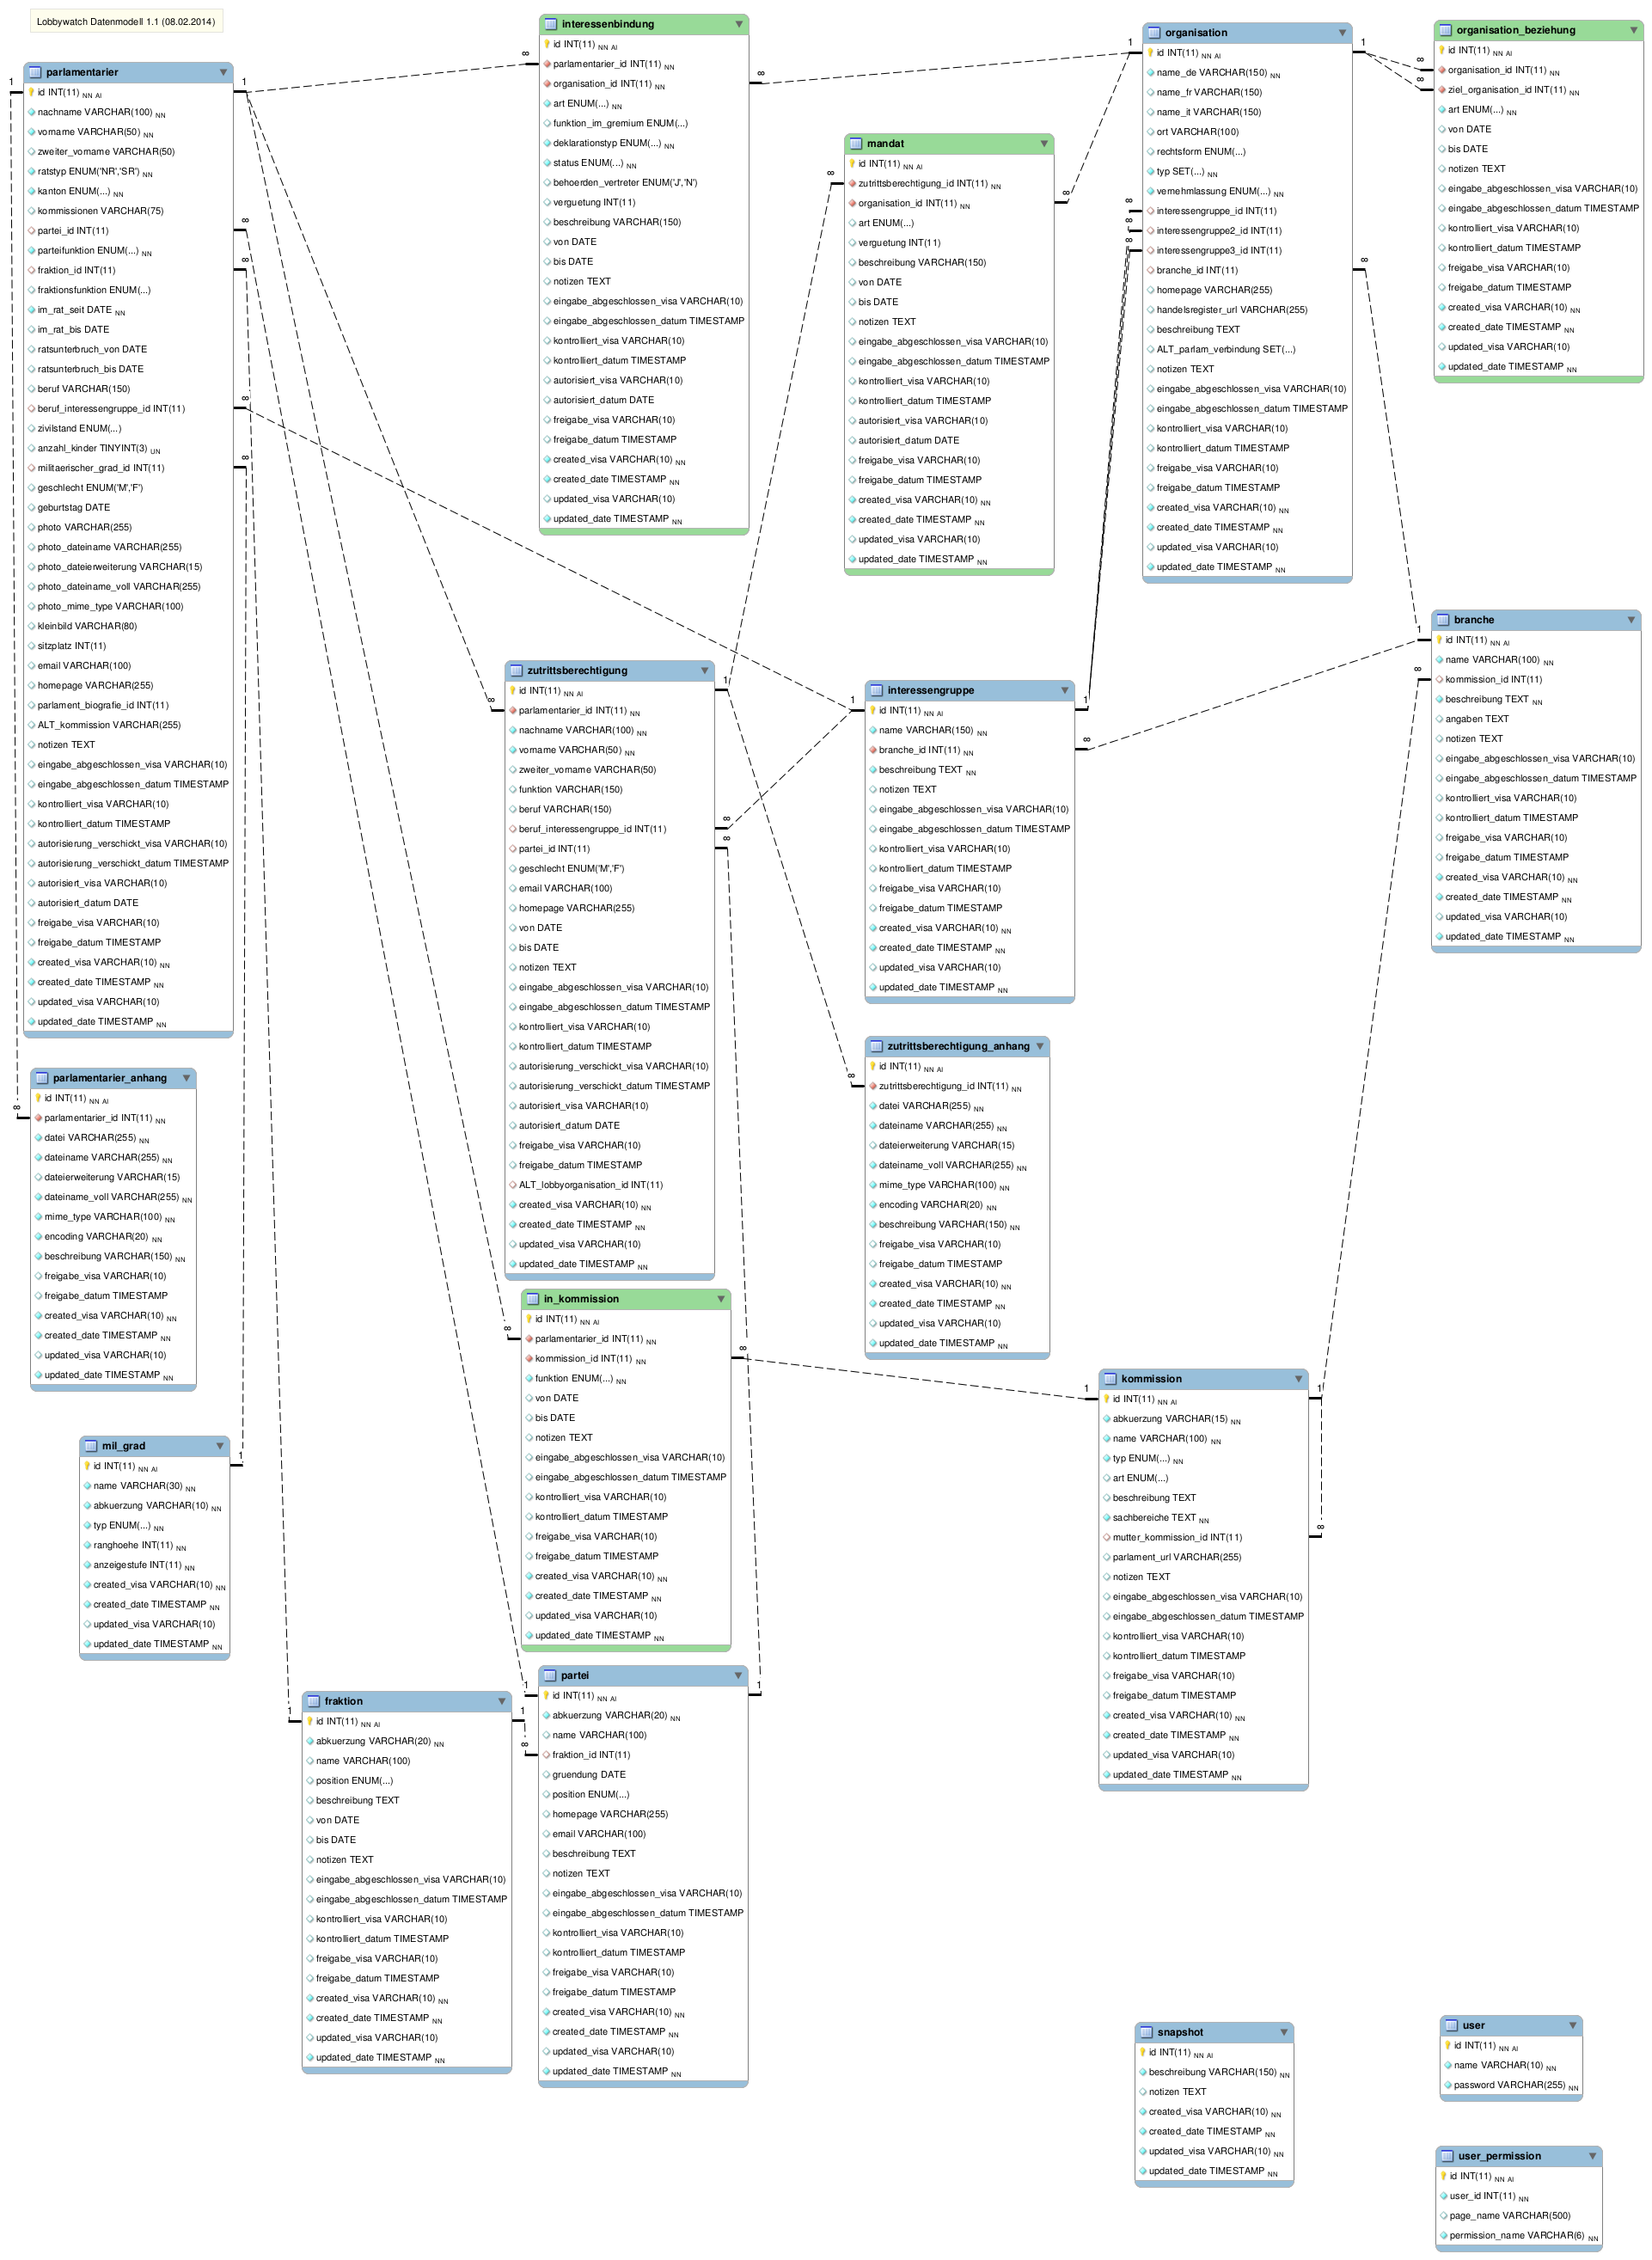 Lobbywatch Datenmodell 1.1 (08.02.2014)
parlamentarier
id INT(11) NN AI
nachname VARCHAR(100) NN
vorname VARCHAR(50) NN
zweiter_vorname VARCHAR(50)
ratstyp ENUM('NR','SR') NN
kanton ENUM(...) NN
kommissionen VARCHAR(75)
partei_id INT(11)
parteifunktion ENUM(...) NN
fraktion_id INT(11)
fraktionsfunktion ENUM(...)
im_rat_seit DATE NN
im_rat_bis DATE
ratsunterbruch_von DATE
ratsunterbruch_bis DATE
beruf VARCHAR(150)
beruf_interessengruppe_id INT(11)
zivilstand ENUM(...)
anzahl_kinder TINYINT(3) UN
militaerischer_grad_id INT(11)
geschlecht ENUM('M','F')
geburtstag DATE
photo VARCHAR(255)
photo_dateiname VARCHAR(255)
photo_dateierweiterung VARCHAR(15)
photo_dateiname_voll VARCHAR(255)
photo_mime_type VARCHAR(100)
kleinbild VARCHAR(80)
sitzplatz INT(11)
email VARCHAR(100)
homepage VARCHAR(255)
parlament_biografie_id INT(11)
ALT_kommission VARCHAR(255)
notizen TEXT
eingabe_abgeschlossen_visa VARCHAR(10)
eingabe_abgeschlossen_datum TIMESTAMP
kontrolliert_visa VARCHAR(10)
kontrolliert_datum TIMESTAMP
autorisierung_verschickt_visa VARCHAR(10)
autorisierung_verschickt_datum TIMESTAMP
autorisiert_visa VARCHAR(10)
autorisiert_datum DATE
freigabe_visa VARCHAR(10)
freigabe_datum TIMESTAMP
created_visa VARCHAR(10) NN
created_date TIMESTAMP NN
updated_visa VARCHAR(10)
updated_date TIMESTAMP NN
parlamentarier_anhang
id INT(11) NN AI
parlamentarier_id INT(11) NN
datei VARCHAR(255) NN
dateiname VARCHAR(255) NN
dateierweiterung VARCHAR(15)
dateiname_voll VARCHAR(255) NN
mime_type VARCHAR(100) NN
encoding VARCHAR(20) NN
beschreibung VARCHAR(150) NN
freigabe_visa VARCHAR(10)
freigabe_datum TIMESTAMP
created_visa VARCHAR(10) NN
created_date TIMESTAMP NN
updated_visa VARCHAR(10)
updated_date TIMESTAMP NN
mil_grad
id INT(11) NN AI
name VARCHAR(30) NN
abkuerzung VARCHAR(10) NN
typ ENUM(...) NN
ranghoehe INT(11) NN
anzeigestufe INT(11) NN
created_visa VARCHAR(10) NN
created_date TIMESTAMP NN
updated_visa VARCHAR(10)
updated_date TIMESTAMP NN
fraktion
id INT(11) NN AI
abkuerzung VARCHAR(20) NN
name VARCHAR(100)
position ENUM(...)
beschreibung TEXT
von DATE
bis DATE
notizen TEXT
eingabe_abgeschlossen_visa VARCHAR(10)
eingabe_abgeschlossen_datum TIMESTAMP
kontrolliert_visa VARCHAR(10)
kontrolliert_datum TIMESTAMP
freigabe_visa VARCHAR(10)
freigabe_datum TIMESTAMP
created_visa VARCHAR(10) NN
created_date TIMESTAMP NN
updated_visa VARCHAR(10)
updated_date TIMESTAMP NN
interessenbindung
id INT(11) NN AI
parlamentarier_id INT(11) NN
organisation_id INT(11) NN
art ENUM(...) NN
funktion_im_gremium ENUM(...)
deklarationstyp ENUM(...) NN
status ENUM(...) NN
behoerden_vertreter ENUM('J','N')
verguetung INT(11)
beschreibung VARCHAR(150)
von DATE
bis DATE
notizen TEXT
eingabe_abgeschlossen_visa VARCHAR(10)
eingabe_abgeschlossen_datum TIMESTAMP
kontrolliert_visa VARCHAR(10)
kontrolliert_datum TIMESTAMP
autorisiert_visa VARCHAR(10)
autorisiert_datum DATE
freigabe_visa VARCHAR(10)
freigabe_datum TIMESTAMP
created_visa VARCHAR(10) NN
created_date TIMESTAMP NN
updated_visa VARCHAR(10)
updated_date TIMESTAMP NN
zutrittsberechtigung
id INT(11) NN AI
parlamentarier_id INT(11) NN
nachname VARCHAR(100) NN
vorname VARCHAR(50) NN
zweiter_vorname VARCHAR(50)
funktion VARCHAR(150)
beruf VARCHAR(150)
beruf_interessengruppe_id INT(11)
partei_id INT(11)
geschlecht ENUM('M','F')
email VARCHAR(100)
homepage VARCHAR(255)
von DATE
bis DATE
notizen TEXT
eingabe_abgeschlossen_visa VARCHAR(10)
eingabe_abgeschlossen_datum TIMESTAMP
kontrolliert_visa VARCHAR(10)
kontrolliert_datum TIMESTAMP
autorisierung_verschickt_visa VARCHAR(10)
autorisierung_verschickt_datum TIMESTAMP
autorisiert_visa VARCHAR(10)
autorisiert_datum DATE
freigabe_visa VARCHAR(10)
freigabe_datum TIMESTAMP
ALT_lobbyorganisation_id INT(11)
created_visa VARCHAR(10) NN
created_date TIMESTAMP NN
updated_visa VARCHAR(10)
updated_date TIMESTAMP NN
in_kommission
id INT(11) NN AI
parlamentarier_id INT(11) NN
kommission_id INT(11) NN
funktion ENUM(...) NN
von DATE
bis DATE
notizen TEXT
eingabe_abgeschlossen_visa VARCHAR(10)
eingabe_abgeschlossen_datum TIMESTAMP
kontrolliert_visa VARCHAR(10)
kontrolliert_datum TIMESTAMP
freigabe_visa VARCHAR(10)
freigabe_datum TIMESTAMP
created_visa VARCHAR(10) NN
created_date TIMESTAMP NN
updated_visa VARCHAR(10)
updated_date TIMESTAMP NN
partei
id INT(11) NN AI
abkuerzung VARCHAR(20) NN
name VARCHAR(100)
fraktion_id INT(11)
gruendung DATE
position ENUM(...)
homepage VARCHAR(255)
email VARCHAR(100)
beschreibung TEXT
notizen TEXT
eingabe_abgeschlossen_visa VARCHAR(10)
eingabe_abgeschlossen_datum TIMESTAMP
kontrolliert_visa VARCHAR(10)
kontrolliert_datum TIMESTAMP
freigabe_visa VARCHAR(10)
freigabe_datum TIMESTAMP
created_visa VARCHAR(10) NN
created_date TIMESTAMP NN
updated_visa VARCHAR(10)
updated_date TIMESTAMP NN
mandat
id INT(11) NN AI
zutrittsberechtigung_id INT(11) NN
organisation_id INT(11) NN
art ENUM(...)
verguetung INT(11)
beschreibung VARCHAR(150)
von DATE
bis DATE
notizen TEXT
eingabe_abgeschlossen_visa VARCHAR(10)
eingabe_abgeschlossen_datum TIMESTAMP
kontrolliert_visa VARCHAR(10)
kontrolliert_datum TIMESTAMP
autorisiert_visa VARCHAR(10)
autorisiert_datum DATE
freigabe_visa VARCHAR(10)
freigabe_datum TIMESTAMP
created_visa VARCHAR(10) NN
created_date TIMESTAMP NN
updated_visa VARCHAR(10)
updated_date TIMESTAMP NN
interessengruppe
id INT(11) NN AI
name VARCHAR(150) NN
branche_id INT(11) NN
beschreibung TEXT NN
notizen TEXT
eingabe_abgeschlossen_visa VARCHAR(10)
eingabe_abgeschlossen_datum TIMESTAMP
kontrolliert_visa VARCHAR(10)
kontrolliert_datum TIMESTAMP
freigabe_visa VARCHAR(10)
freigabe_datum TIMESTAMP
created_visa VARCHAR(10) NN
created_date TIMESTAMP NN
updated_visa VARCHAR(10)
updated_date TIMESTAMP NN
zutrittsberechtigung_anhang
id INT(11) NN AI
zutrittsberechtigung_id INT(11) NN
datei VARCHAR(255) NN
dateiname VARCHAR(255) NN
dateierweiterung VARCHAR(15)
dateiname_voll VARCHAR(255) NN
mime_type VARCHAR(100) NN
encoding VARCHAR(20) NN
beschreibung VARCHAR(150) NN
freigabe_visa VARCHAR(10)
freigabe_datum TIMESTAMP
created_visa VARCHAR(10) NN
created_date TIMESTAMP NN
updated_visa VARCHAR(10)
updated_date TIMESTAMP NN
organisation
id INT(11) NN AI
name_de VARCHAR(150) NN
name_fr VARCHAR(150)
name_it VARCHAR(150)
ort VARCHAR(100)
rechtsform ENUM(...)
typ SET(...) NN
vernehmlassung ENUM(...) NN
interessengruppe_id INT(11)
interessengruppe2_id INT(11)
interessengruppe3_id INT(11)
branche_id INT(11)
homepage VARCHAR(255)
handelsregister_url VARCHAR(255)
beschreibung TEXT
ALT_parlam_verbindung SET(...)
notizen TEXT
eingabe_abgeschlossen_visa VARCHAR(10)
eingabe_abgeschlossen_datum TIMESTAMP
kontrolliert_visa VARCHAR(10)
kontrolliert_datum TIMESTAMP
freigabe_visa VARCHAR(10)
freigabe_datum TIMESTAMP
created_visa VARCHAR(10) NN
created_date TIMESTAMP NN
updated_visa VARCHAR(10)
updated_date TIMESTAMP NN
organisation_beziehung
id INT(11) NN AI
organisation_id INT(11) NN
ziel_organisation_id INT(11) NN
art ENUM(...) NN
von DATE
bis DATE
notizen TEXT
eingabe_abgeschlossen_visa VARCHAR(10)
eingabe_abgeschlossen_datum TIMESTAMP
kontrolliert_visa VARCHAR(10)
kontrolliert_datum TIMESTAMP
freigabe_visa VARCHAR(10)
freigabe_datum TIMESTAMP
created_visa VARCHAR(10) NN
created_date TIMESTAMP NN
updated_visa VARCHAR(10)
updated_date TIMESTAMP NN
branche
id INT(11) NN AI
name VARCHAR(100) NN
kommission_id INT(11)
beschreibung TEXT NN
angaben TEXT
notizen TEXT
eingabe_abgeschlossen_visa VARCHAR(10)
eingabe_abgeschlossen_datum TIMESTAMP
kontrolliert_visa VARCHAR(10)
kontrolliert_datum TIMESTAMP
freigabe_visa VARCHAR(10)
freigabe_datum TIMESTAMP
created_visa VARCHAR(10) NN
created_date TIMESTAMP NN
updated_visa VARCHAR(10)
updated_date TIMESTAMP NN
kommission
id INT(11) NN AI
abkuerzung VARCHAR(15) NN
name VARCHAR(100) NN
typ ENUM(...) NN
art ENUM(...)
beschreibung TEXT
sachbereiche TEXT NN
mutter_kommission_id INT(11)
parlament_url VARCHAR(255)
notizen TEXT
eingabe_abgeschlossen_visa VARCHAR(10)
eingabe_abgeschlossen_datum TIMESTAMP
kontrolliert_visa VARCHAR(10)
kontrolliert_datum TIMESTAMP
freigabe_visa VARCHAR(10)
freigabe_datum TIMESTAMP
created_visa VARCHAR(10) NN
created_date TIMESTAMP NN
updated_visa VARCHAR(10)
updated_date TIMESTAMP NN
snapshot
id INT(11) NN AI
beschreibung VARCHAR(150) NN
notizen TEXT
created_visa VARCHAR(10) NN
created_date TIMESTAMP NN
updated_visa VARCHAR(10) NN
updated_date TIMESTAMP NN
user
id INT(11) NN AI
name VARCHAR(10) NN
password VARCHAR(255) NN
user_permission
id INT(11) NN AI
user_id INT(11) NN
page_name VARCHAR(500)
permission_name VARCHAR(6) NN